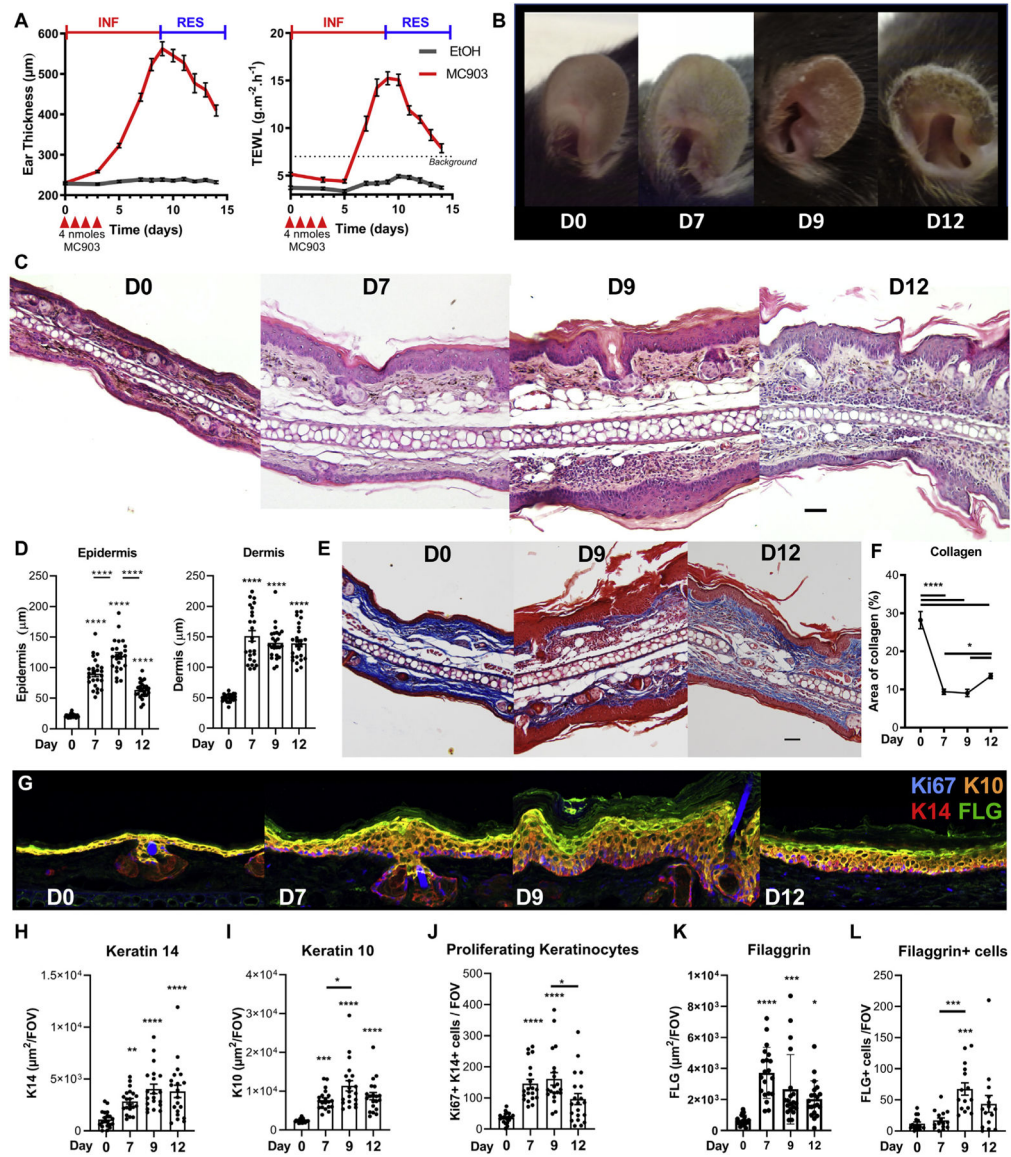 A
INF RES
600
500
400
300
200
Ear Thickness (µm)
0 5 10 15
4 nmoles
MC903
Time (days)
INF RES
EtOH
MC903
20
15
10
5
TEWL (g.m-2.h-1)
Background
0 5 10 15
4 nmoles
MC903
Time (days)
B
D0 D7 D9 D12
C
D0 D7 D9 D12
D
Epidermis
250
200
150
100
50
0
Epidermis (µm)
**** **** **** **** ****
Day 0 7 9 12
Dermis
250
200
150
100
50
0
Dermis (µm)
**** **** ****
0 7 9 12
E
D0 D9 D12
F
Collagen
40
30
20
10
0
Area of collagen (%)
****
*
Day 0 7 9 12
G
Ki67 K10
K14 FLG
D0 D7 D9 D12
H
Keratin 14
1.5×10⁴
1×10⁴
5×10³
0
K14 (µm²/FOV)
** **** ****
Day 0 7 9 12
I
Keratin 10
4×10⁴
3×10⁴
2×10⁴
1×10⁴
0
K10 (µm²/FOV)
*
*** **** ****
Day 0 7 9 12
J
Proliferating Keratinocytes
500
400
300
200
100
0
Ki67+ K14+ cells / FOV
*
**** ****
Day 0 7 9 12
K
Filaggrin
1×10⁴
8×10³
6×10³
4×10³
2×10³
0
FLG (µm²/FOV)
**** *** *
Day 0 7 9 12
L
Filaggrin+ cells
250
200
150
100
50
0
FLG+ cells /FOV
***
***
Day 0 7 9 12